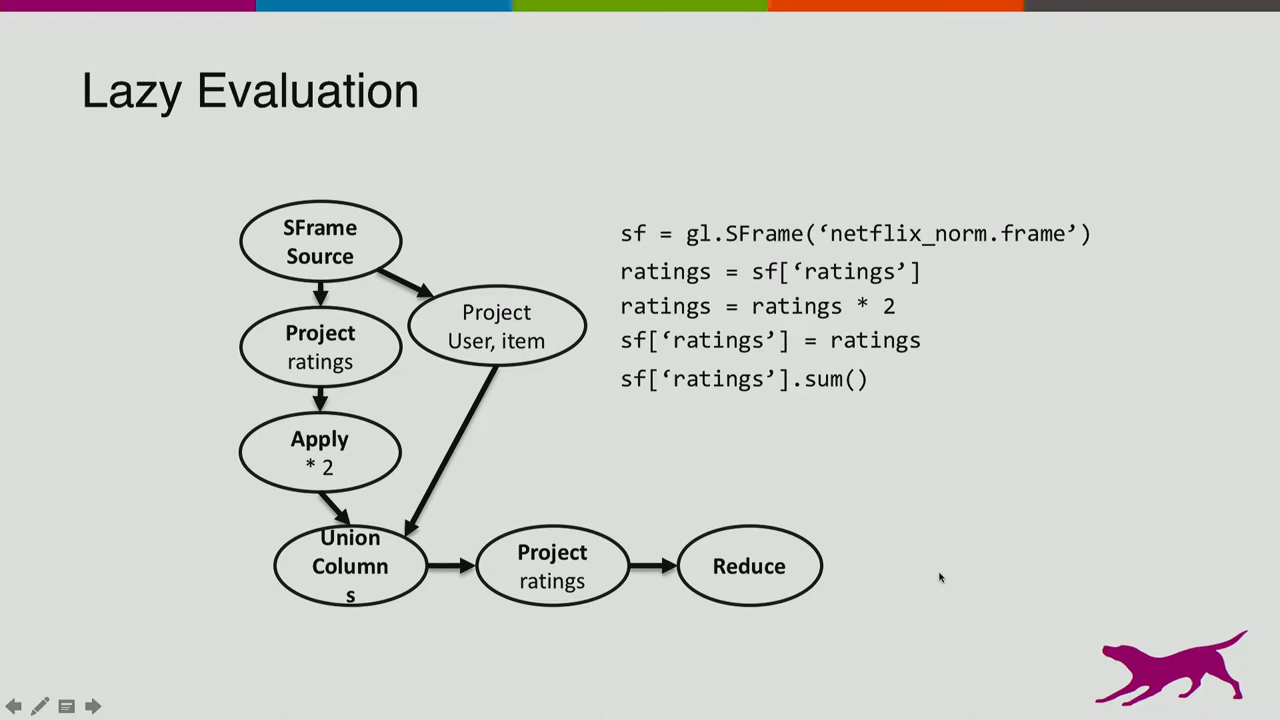 Lazy Evaluation
SFrame
Source
Project
ratings
Project
User, item
Apply
* 2
Union
Column
s
Project
ratings
Reduce
sf = gl.SFrame(‘netflix_norm.frame’)
ratings = sf[‘ratings’]
ratings = ratings * 2
sf[‘ratings’] = ratings
sf[‘ratings’].sum()